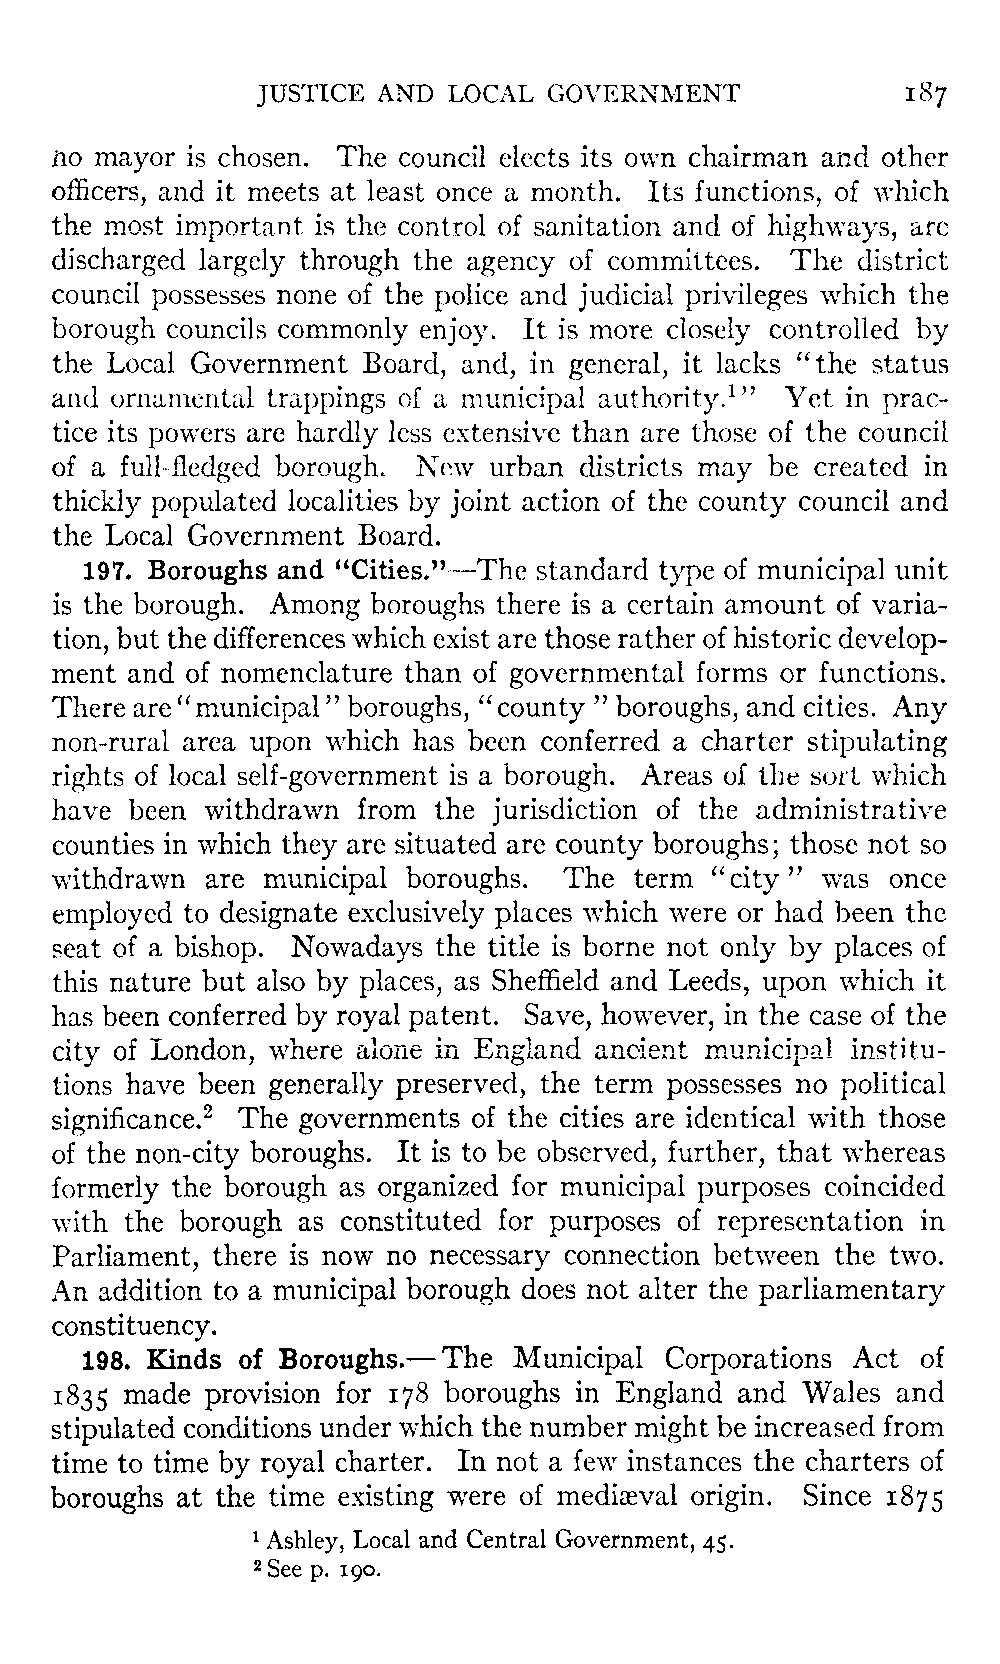 JUSTICE AND LOCAL GOVERNMENT 187
no mayor is chosen. The council elects its own chairman and other
officers, and it meets at least once a month. Its functions, of which
the most important is the control of sanitation and of highways, are
discharged largely through the agency of committees. The district
council possesses none of the police and judicial privileges which the
borough councils commonly enjoy. It is more closely controlled by
the Local Government Board, and, in general, it lacks "the status
and ornamental trappings of a municipal authority.¹" Yet in prac-
tice its powers are hardly less extensive than are those of the council
of a full-fledged borough. New urban districts may be created in
thickly populated localities by joint action of the county council and
the Local Government Board.
197. Boroughs and "Cities."—The standard type of municipal unit
is the borough. Among boroughs there is a certain amount of varia-
tion, but the differences which exist are those rather of historic develop-
ment and of nomenclature than of governmental forms or functions.
There are "municipal" boroughs, "county" boroughs, and cities. Any
non-rural area upon which has been conferred a charter stipulating
rights of local self-government is a borough. Areas of the sort which
have been withdrawn from the jurisdiction of the administrative
counties in which they are situated are county boroughs; those not so
withdrawn are municipal boroughs. The term "city" was once
employed to designate exclusively places which were or had been the
seat of a bishop. Nowadays the title is borne not only by places of
this nature but also by places, as Sheffield and Leeds, upon which it
has been conferred by royal patent. Save, however, in the case of the
city of London, where alone in England ancient municipal institu-
tions have been generally preserved, the term possesses no political
significance.² The governments of the cities are identical with those
of the non-city boroughs. It is to be observed, further, that whereas
formerly the borough as organized for municipal purposes coincided
with the borough as constituted for purposes of representation in
Parliament, there is now no necessary connection between the two.
An addition to a municipal borough does not alter the parliamentary
constituency.
198. Kinds of Boroughs.—The Municipal Corporations Act of
1835 made provision for 178 boroughs in England and Wales and
stipulated conditions under which the number might be increased from
time to time by royal charter. In not a few instances the charters of
boroughs at the time existing were of mediæval origin. Since 1875
¹ Ashley, Local and Central Government, 45.
² See p. 190.